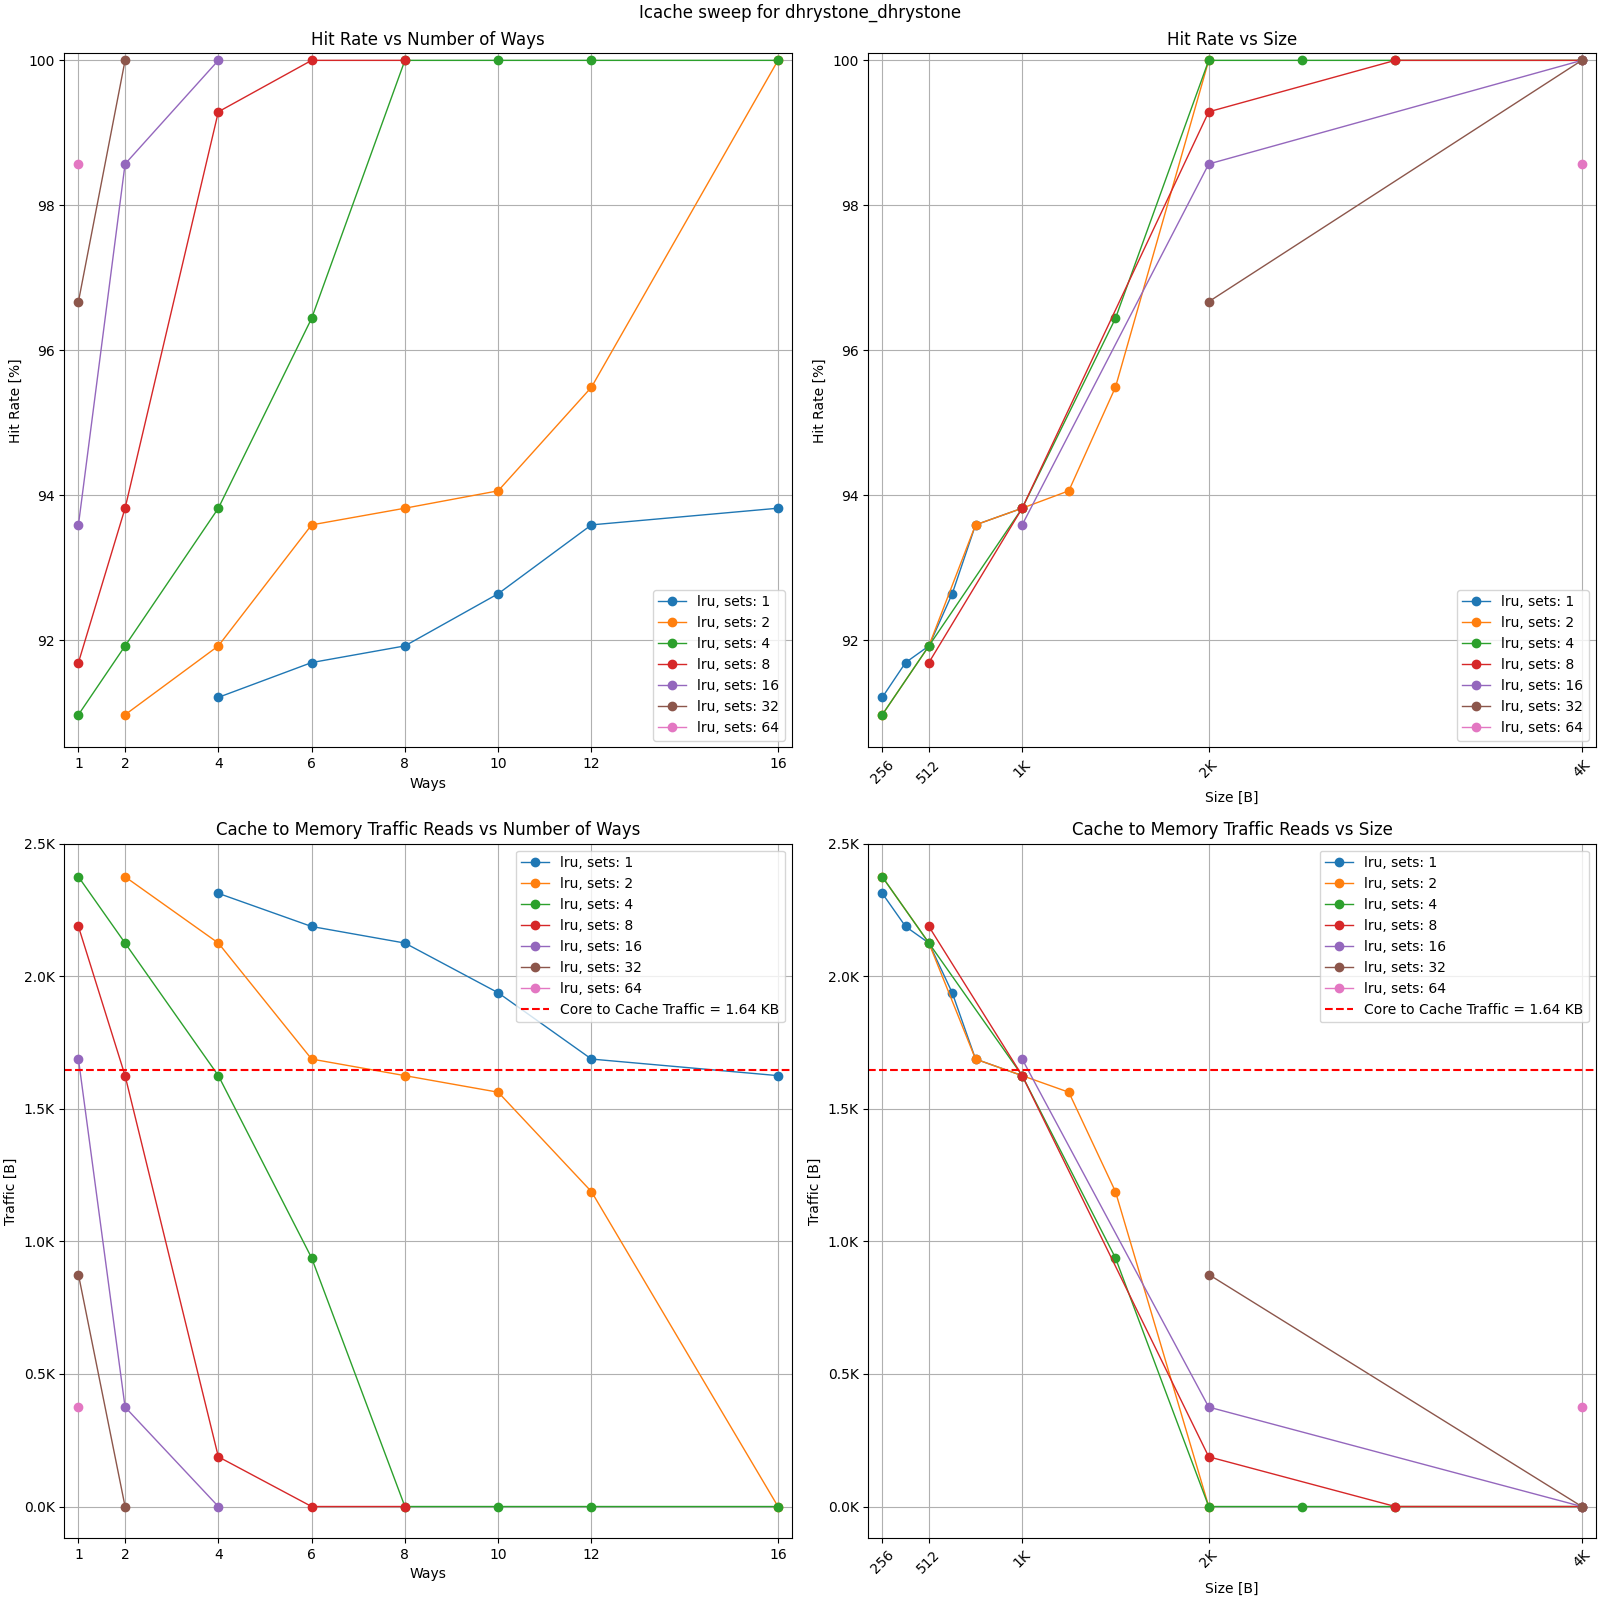 Icache sweep for dhrystone_dhrystone
Hit Rate vs Number of Ways
100
98
96
94
92
Hit Rate [%]
1 2 4 6 8 10 12 16
Ways
lru, sets: 1
lru, sets: 2
lru, sets: 4
lru, sets: 8
lru, sets: 16
lru, sets: 32
lru, sets: 64
Hit Rate vs Size
100
98
96
94
92
Hit Rate [%]
256 512 1K 2K 4K
Size [B]
lru, sets: 1
lru, sets: 2
lru, sets: 4
lru, sets: 8
lru, sets: 16
lru, sets: 32
lru, sets: 64
Cache to Memory Traffic Reads vs Number of Ways
2.5K
2.0K
1.5K
1.0K
0.5K
0.0K
Traffic [B]
1 2 4 6 8 10 12 16
Ways
lru, sets: 1
lru, sets: 2
lru, sets: 4
lru, sets: 8
lru, sets: 16
lru, sets: 32
lru, sets: 64
Core to Cache Traffic = 1.64 KB
Cache to Memory Traffic Reads vs Size
2.5K
2.0K
1.5K
1.0K
0.5K
0.0K
Traffic [B]
256 512 1K 2K 4K
Size [B]
lru, sets: 1
lru, sets: 2
lru, sets: 4
lru, sets: 8
lru, sets: 16
lru, sets: 32
lru, sets: 64
Core to Cache Traffic = 1.64 KB